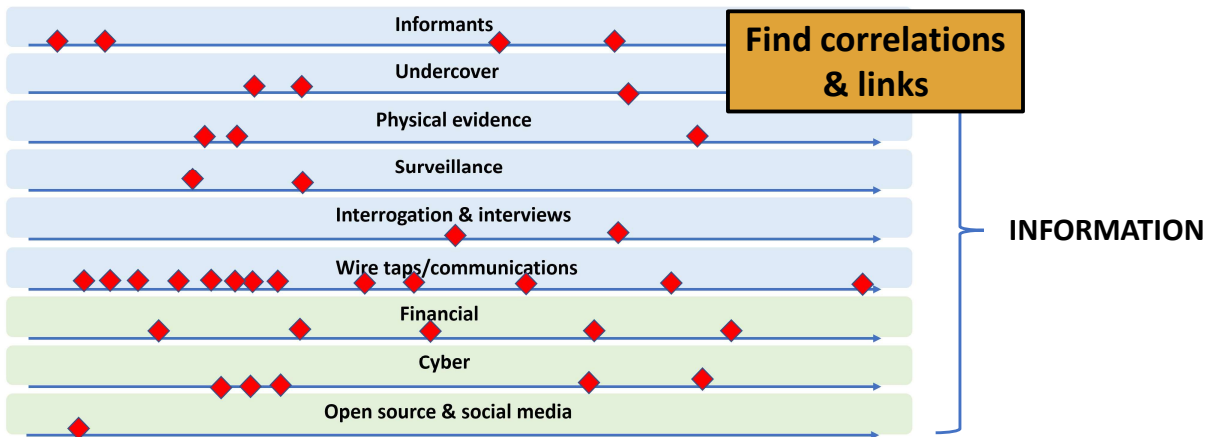 Informants
Find correlations
& links
Undercover
Physical evidence
Surveillance
Interrogation & interviews
INFORMATION
Wire taps/communications
Financial
Cyber
Open source & social media